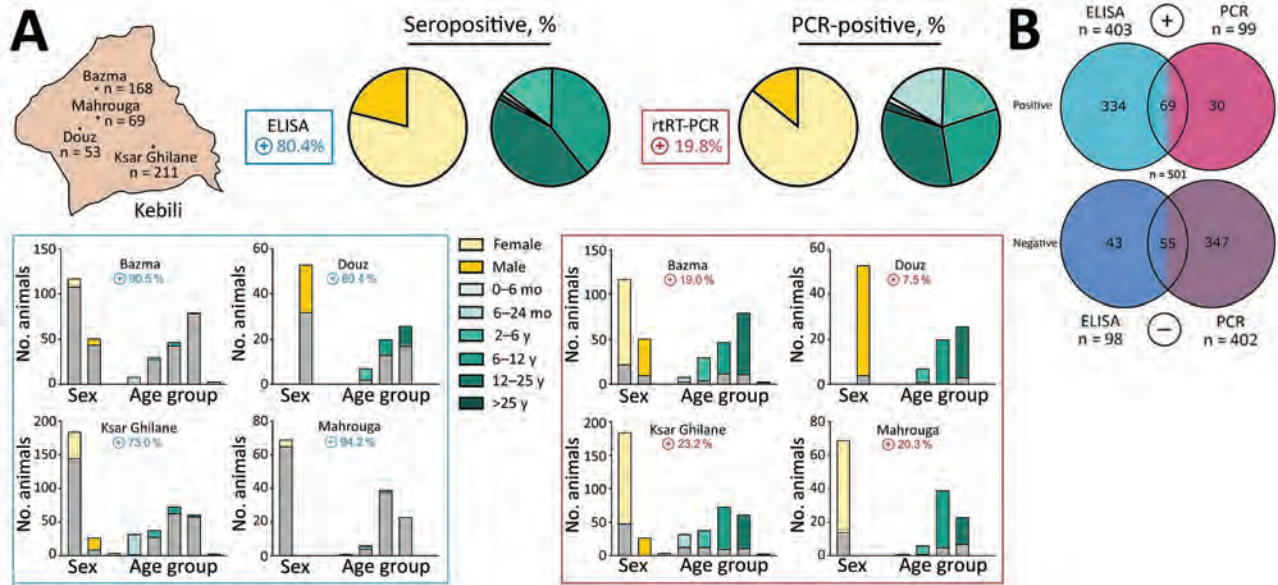 A
Bazma
n = 168
Mahrouga
n = 69
Douz
n = 53
Ksar Ghilane
n = 211
Kebili
Seropositive, %
ELISA
+ 80.4%
PCR-positive, %
rtRT-PCR
+ 19.8%
No. animals
150
100
50
0
Bazma
+ 90.5 %
Sex
Age group
No. animals
60
40
20
0
Douz
+ 60.4 %
Sex
Age group
No. animals
200
150
100
50
0
Ksar Ghilane
+ 73.0 %
Sex
Age group
No. animals
80
60
40
20
0
Mahrouga
+ 94.2 %
Sex
Age group
Female
Male
0–6 mo
6–24 mo
2–6 y
6–12 y
12–25 y
>25 y
No. animals
150
100
50
0
Bazma
+ 19.0 %
Sex
Age group
No. animals
60
40
20
0
Douz
+ 7.5 %
Sex
Age group
No. animals
200
150
100
50
0
Ksar Ghilane
+ 23.2 %
Sex
Age group
No. animals
80
60
40
20
0
Mahrouga
+ 20.3 %
Sex
Age group
B
ELISA
n = 403
+
PCR
n = 99
Positive
334
69
30
n = 501
Negative
43
55
347
ELISA
n = 98
−
PCR
n = 402